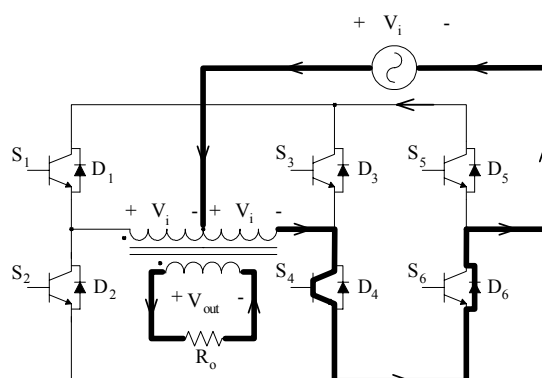 + V_i -
S_1 D_1 S_3 D_3 S_5 D_5
+ V_i - + V_i -
S_2 D_2 S_4 D_4 S_6 D_6
+ V_out -
R_o